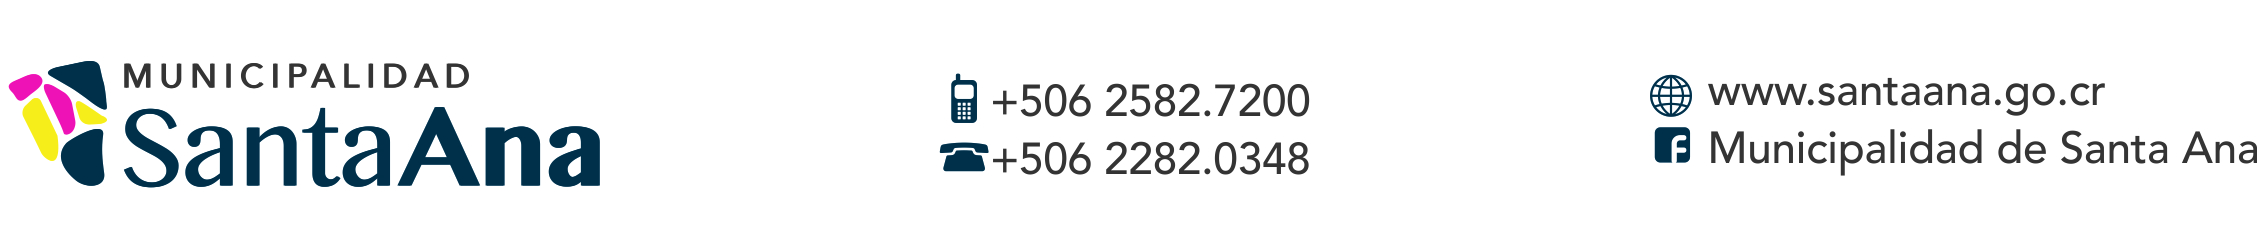 MUNICIPALIDAD
SantaAna
+506 2582.7200
+506 2282.0348
www.santaana.go.cr
Municipalidad de Santa Ana